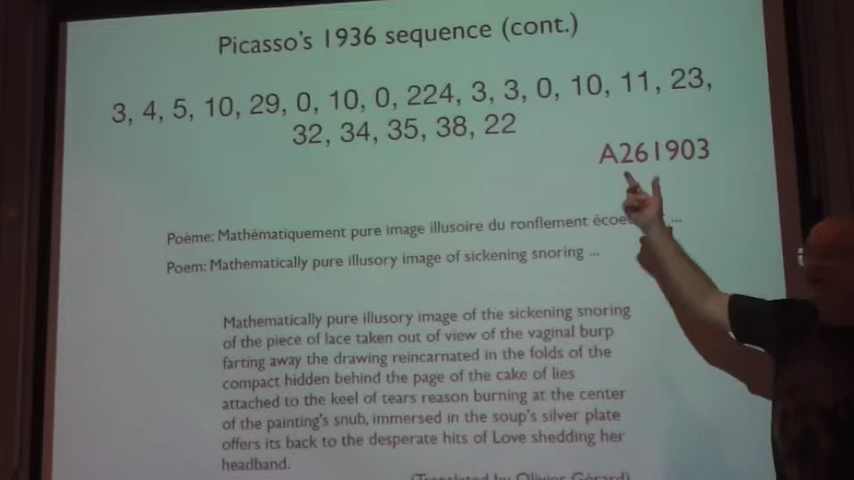 Picasso's 1936 sequence (cont.)
3, 4, 5, 10, 29, 0, 10, 0, 224, 3, 3, 0, 10, 11, 23,
32, 34, 35, 38, 22
A261903
Poème: Mathématiquement pure image illusoire du ronflement ...
Poem: Mathematically pure illusory image of sickening snoring ...
Mathematically pure illusory image of the sickening snoring
of the piece of lace taken out of view of the vaginal burp
farting away the drawing reincarnated in the folds of the
compact hidden behind the page of the cake of lies
attached to the keel of tears reason burning at the center
of the painting's snub, immersed in the soup's silver plate
offers its back to the desperate hits of Love shedding her
headband.
(Translated by Olivier Gérard)